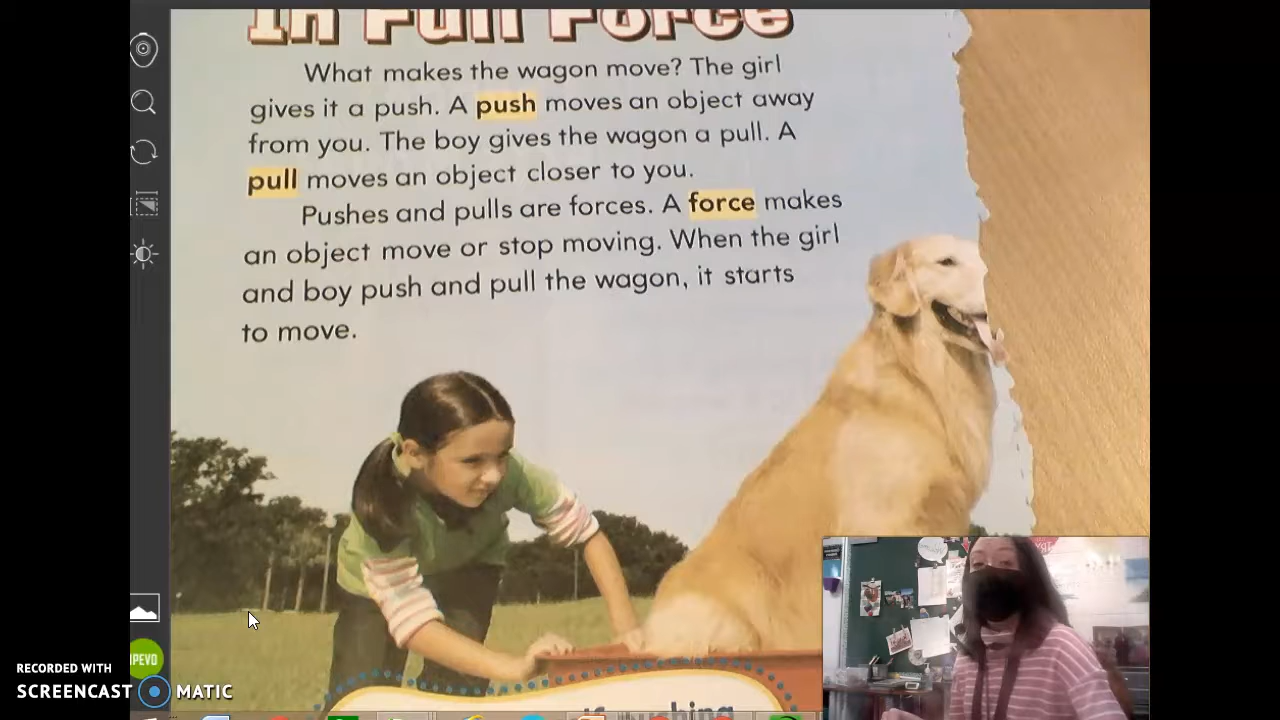 In Full Force
What makes the wagon move? The girl
gives it a push. A push moves an object away
from you. The boy gives the wagon a pull. A
pull moves an object closer to you.
Pushes and pulls are forces. A force makes
an object move or stop moving. When the girl
and boy push and pull the wagon, it starts
to move.
RECORDED WITH
SCREENCAST MATIC